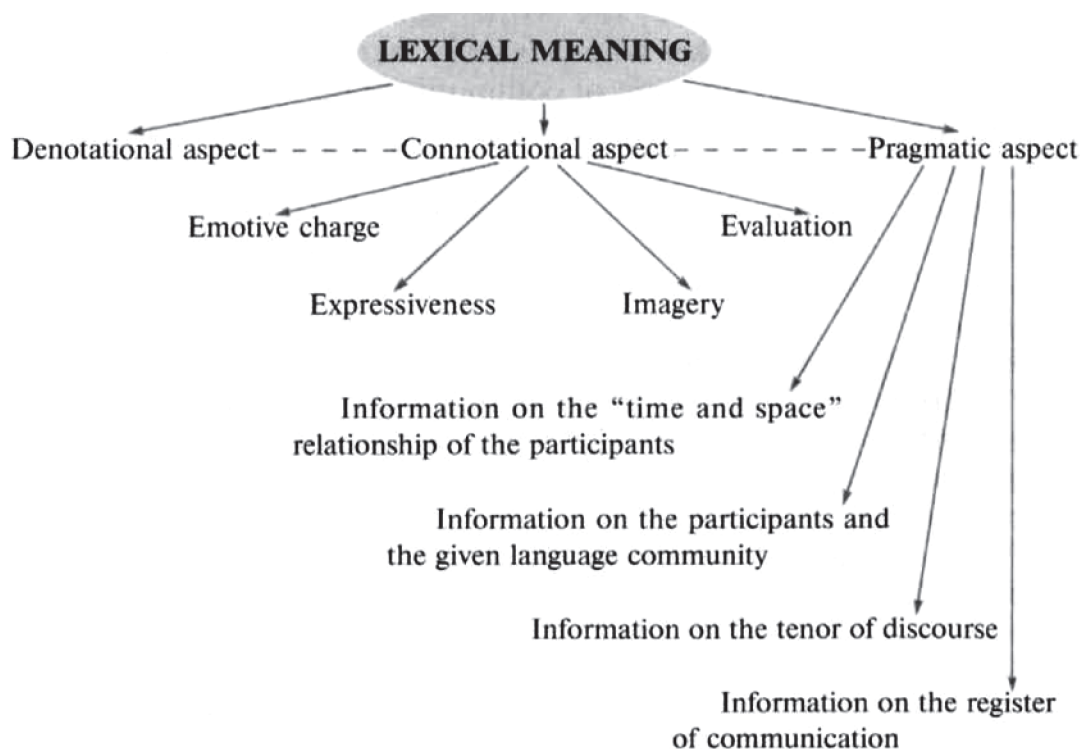 LEXICAL MEANING
Denotational aspect Connotational aspect Pragmatic aspect
Emotive charge Evaluation
Expressiveness Imagery
Information on the “time and space”
relationship of the participants
Information on the participants and
the given language community
Information on the tenor of discourse
Information on the register
of communication